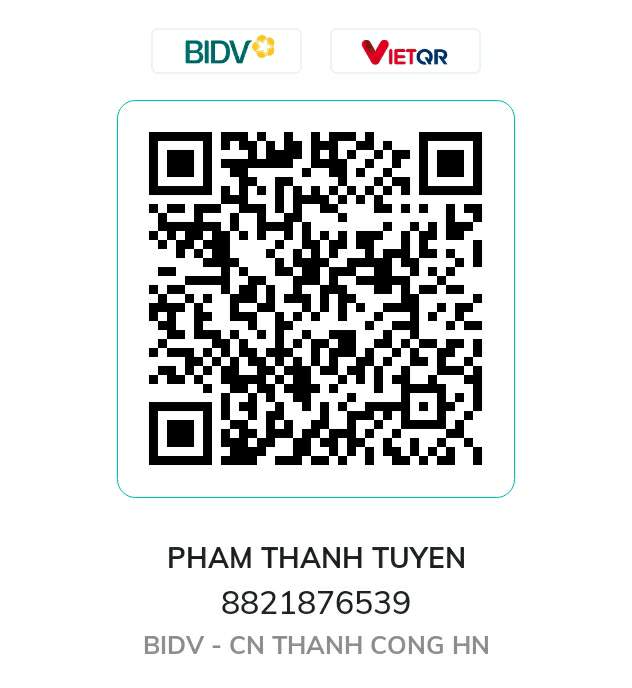 BIDV VIETQR
PHAM THANH TUYEN
8821876539
BIDV - CN THANH CONG HN